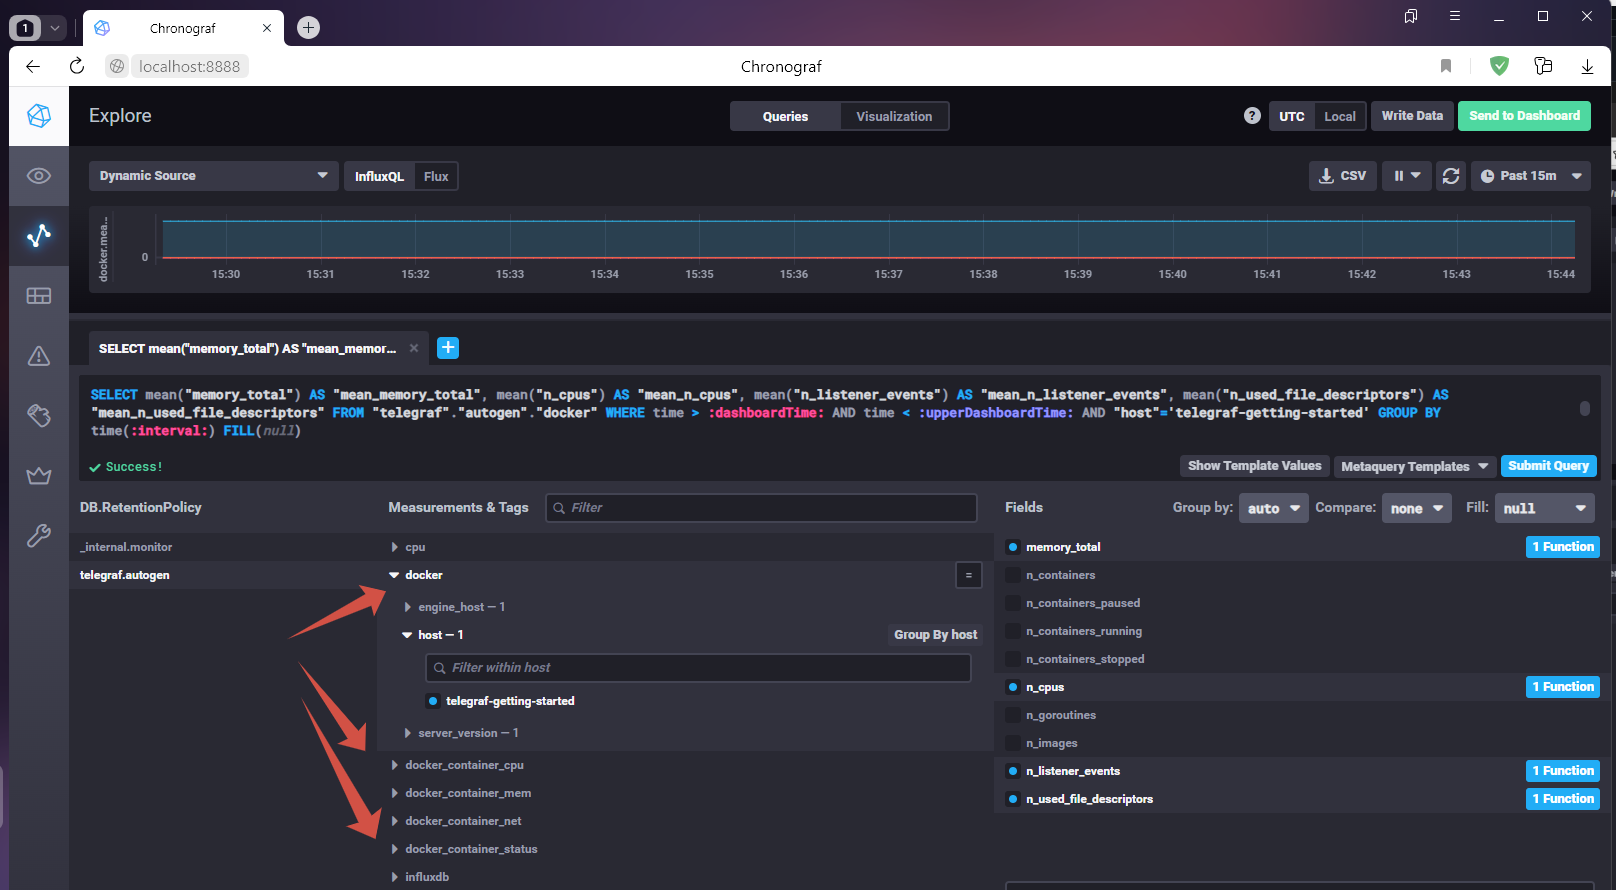 1
Chronograf
localhost:8888
Chronograf
Explore
Queries
Visualization
?
UTC
Local
Write Data
Send to Dashboard
Dynamic Source
InfluxQL
Flux
CSV
Past 15m
docker.mea...
0
15:30
15:31
15:32
15:33
15:34
15:35
15:36
15:37
15:38
15:39
15:40
15:41
15:42
15:43
15:44
SELECT mean("memory_total") AS "mean_memor...
SELECT mean("memory_total") AS "mean_memory_total", mean("n_cpus") AS "mean_n_cpus", mean("n_listener_events") AS "mean_n_listener_events", mean("n_used_file_descriptors") AS
"mean_n_used_file_descriptors" FROM "telegraf"."autogen"."docker" WHERE time > :dashboardTime: AND time < :upperDashboardTime: AND "host"='telegraf-getting-started' GROUP BY
time(:interval:) FILL(null)
Success!
Show Template Values
Metaquery Templates
Submit Query
DB.RetentionPolicy
Measurements & Tags
Filter
Fields
Group by:
auto
Compare:
none
Fill:
null
_internal.monitor
telegraf.autogen
cpu
docker
=
engine_host — 1
host — 1
Group By host
Filter within host
telegraf-getting-started
server_version — 1
docker_container_cpu
docker_container_mem
docker_container_net
docker_container_status
influxdb
memory_total
1 Function
n_containers
n_containers_paused
n_containers_running
n_containers_stopped
n_cpus
1 Function
n_goroutines
n_images
n_listener_events
1 Function
n_used_file_descriptors
1 Function